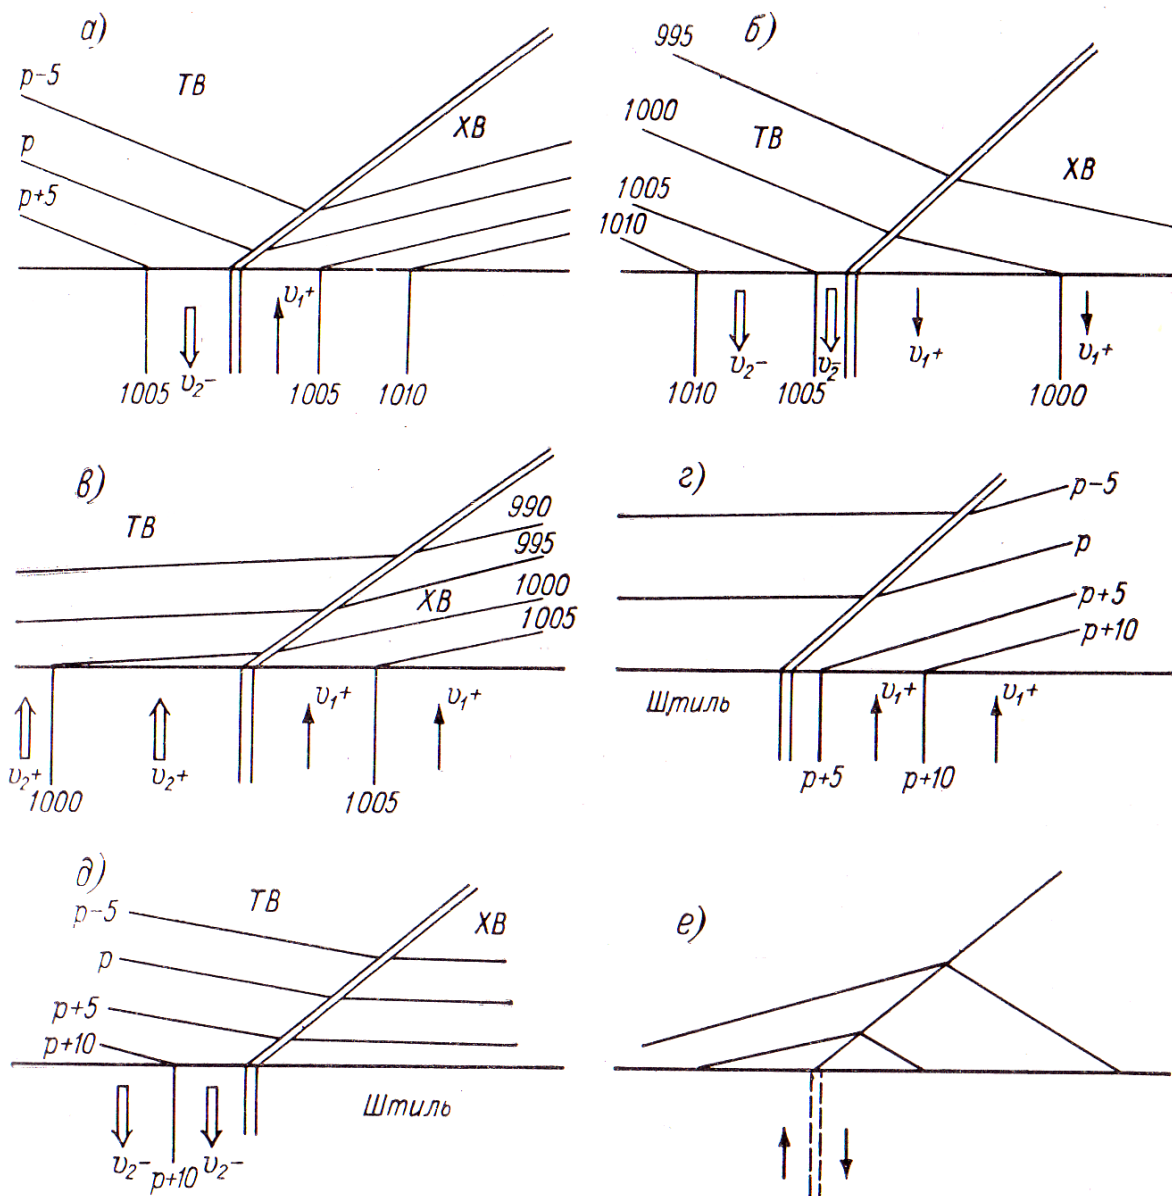 а)
р-5
ТВ
р
ХВ
р+5
υ₁+
1005 υ₂- 1005 1010
б)
995
1000
ТВ
ХВ
1005
1010
υ₂- υ₂- υ₁+ υ₁+
1010 1005 1000
в)
ТВ
990
995
1000
ХВ
1005
υ₁+ υ₁+
υ₂+ υ₂+
1000 1005
г)
р-5
р
р+5
р+10
Штиль
υ₁+ υ₁+
р+5 р+10
д)
ТВ
р-5
ХВ
р
р+5
р+10
Штиль
υ₂- р+10 υ₂-
е)